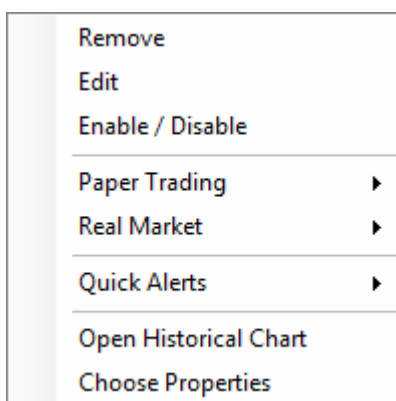 Remove
Edit
Enable / Disable
Paper Trading
Real Market
Quick Alerts
Open Historical Chart
Choose Properties